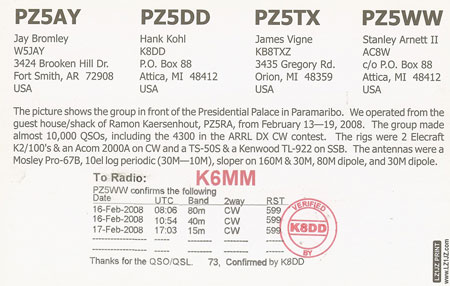 PZ5AY PZ5DD PZ5TX PZ5WW
Jay Bromley Hank Kohl James Vigne Stanley Arnett II
W5JAY K8DD KB8TXZ AC8W
3424 Brooken Hill Dr. P.O. Box 88 3435 Gregory Rd. c/o P.O. Box 88
Fort Smith, AR 72908 Attica, MI 48412 Orion, MI 48359 Attica, MI 48412
USA USA USA USA
The picture shows the group in front of the Presidential Palace in Paramaribo. We operated from the
guest house/shack of Ramon Kaersenhout, PZ5RA, from February 13—19, 2008. The group made
almost 10,000 QSOs, including the 4300 in the ARRL DX CW contest. The rigs were 2 Elecraft
K2/100's & an Acom 2000A on CW and a TS-50S & a Kenwood TL-922 on SSB. The antennas were a
Mosley Pro-67B, 10el log periodic (30M—10M), sloper on 160M & 30M, 80M dipole, and 30M dipole.
To Radio: K6MM
PZ5WW confirms the following
Date UTC Band 2way RST
16-Feb-2008 08:06 80m CW 599
16-Feb-2008 10:54 40m CW 599
17-Feb-2008 17:03 15m CW 599
VERIFIED
K8DD
BY
Thanks for the QSO/QSL. 73, Confirmed by K8DD
LZ1JZ PRINT
www.LZ1JZ.com